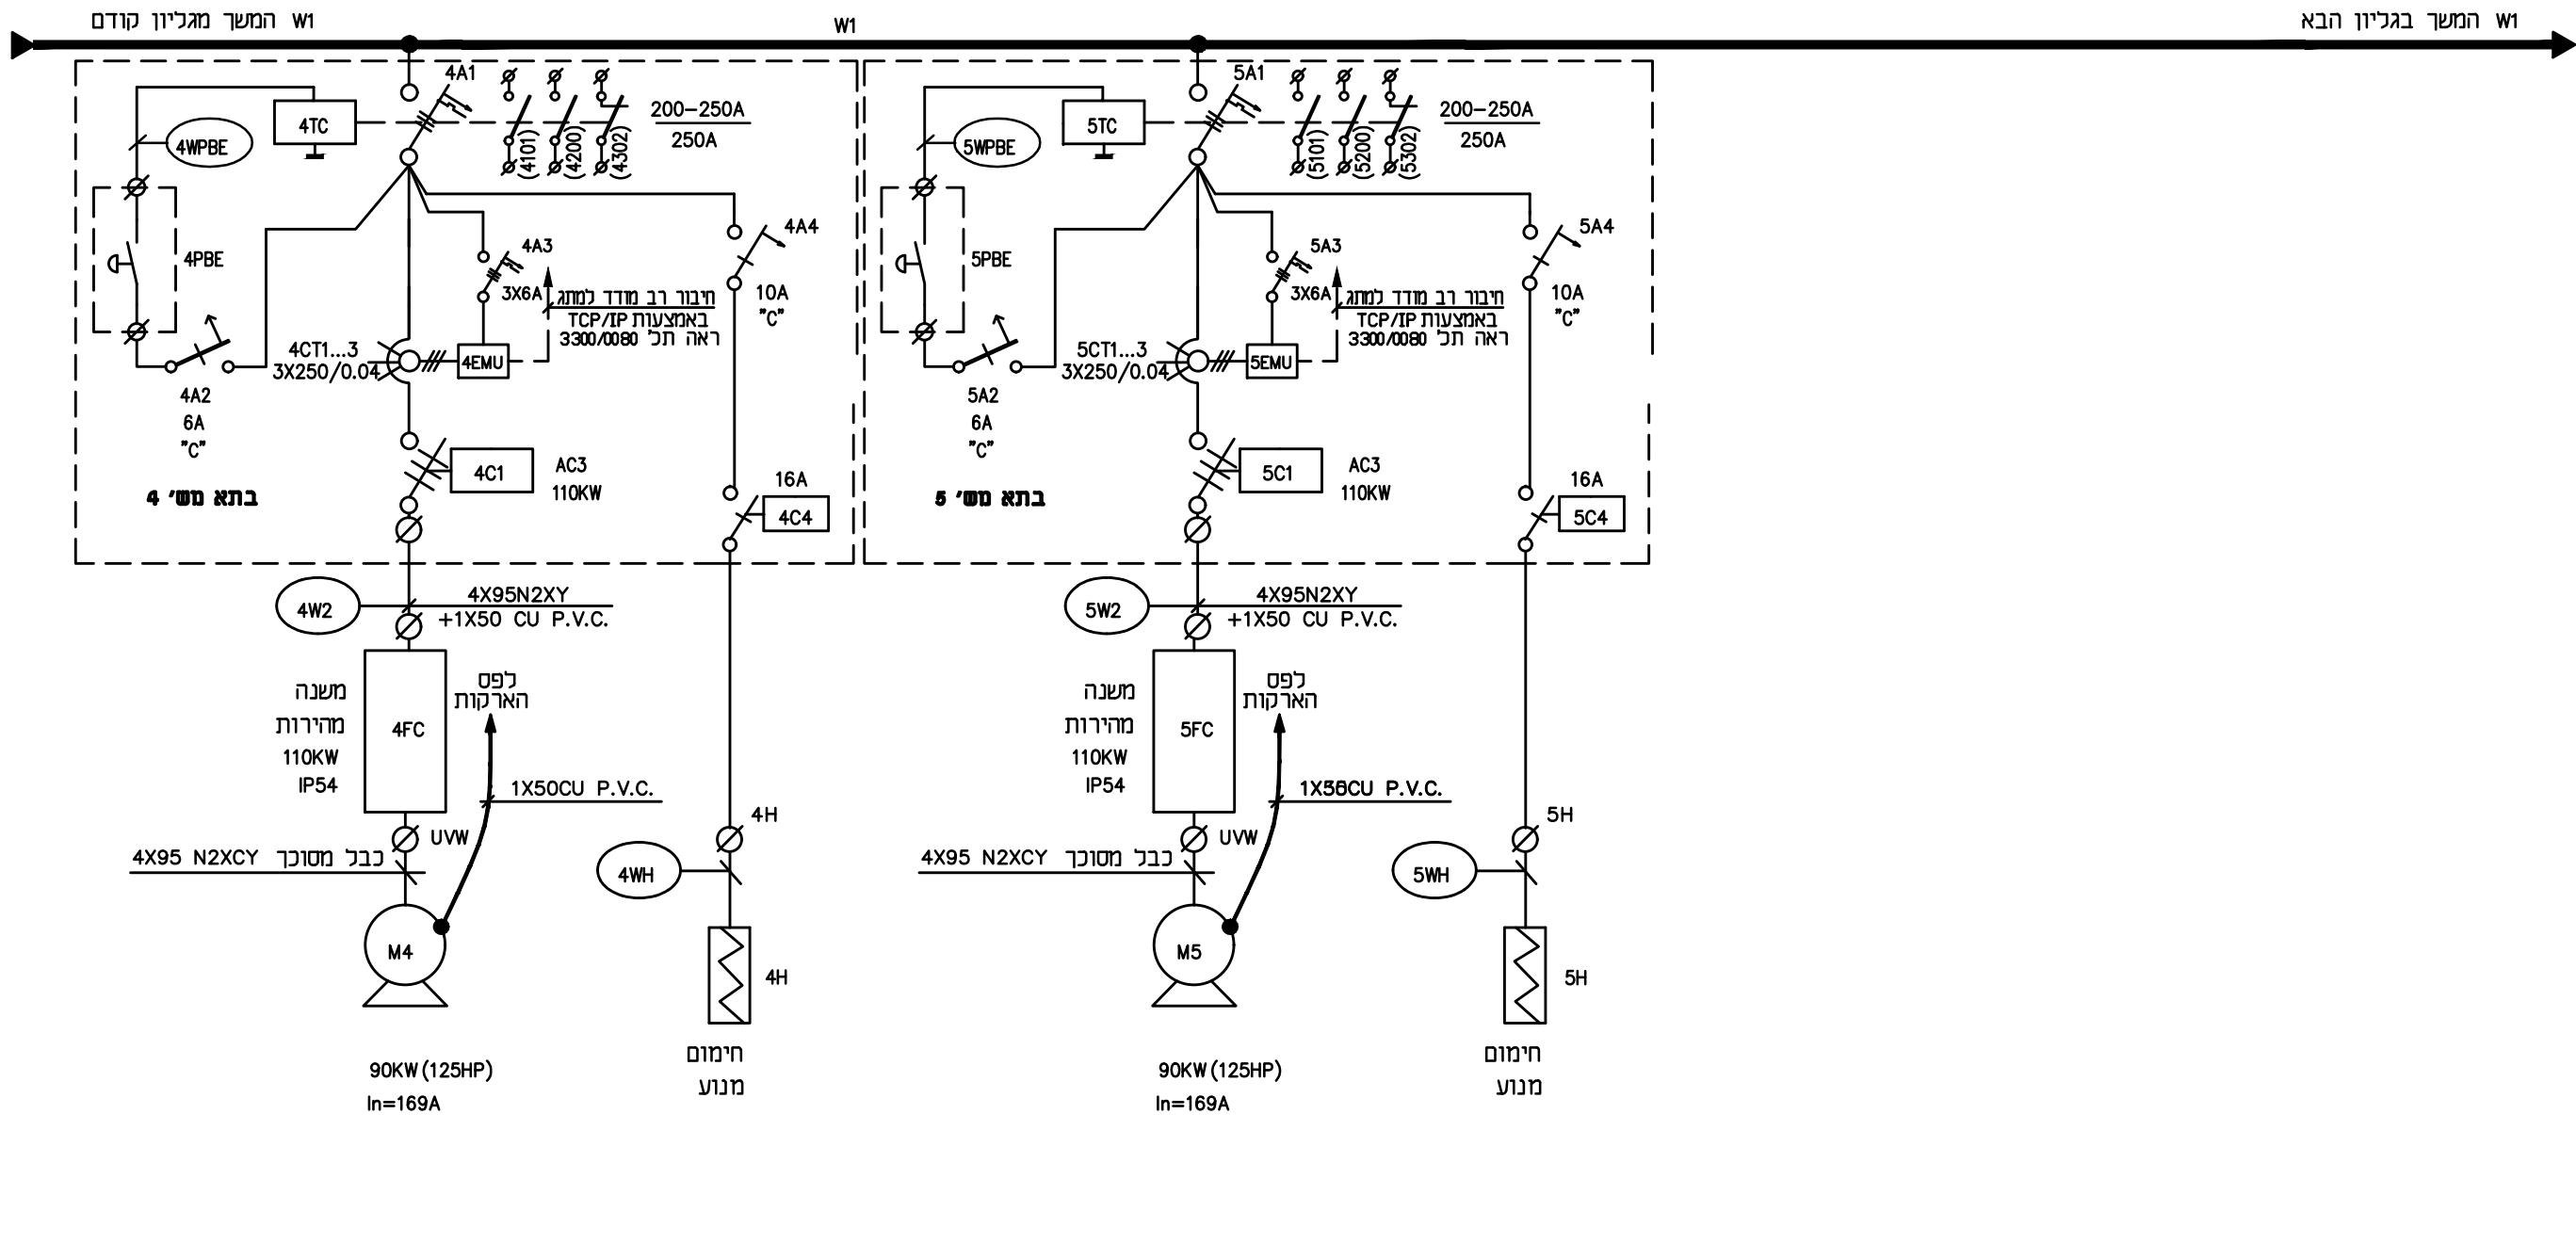 W1 המשך מגליון קודם
W1
W1 המשך בגליון הבא
4A1
200-250A
250A
4TC
4WPBE
(4101)
(4200)
(4302)
4PBE
4A3
3X6A
4A4
10A
"C"
חיבור רב מודד למתג
באמצעות TCP/IP
ראה תל' 3300/0080
4CT1...3
3X250/0.04
4EMU
4A2
6A
"C"
4C1
AC3
110KW
בתא מש' 4
16A
4C4
4W2
4X95N2XY
+1X50 CU P.V.C.
משנה
מהירות
110KW
IP54
4FC
לפס
הארקות
1X50CU P.V.C.
4H
UVW
4X95 N2XCY כבל מסוכך
4WH
M4
4H
חימום
מנוע
90KW(125HP)
In=169A
5A1
200-250A
250A
5TC
5WPBE
(5101)
(5200)
(5302)
5PBE
5A3
3X6A
5A4
10A
"C"
חיבור רב מודד למתג
באמצעות TCP/IP
ראה תל' 3300/0080
5CT1...3
3X250/0.04
5EMU
5A2
6A
"C"
5C1
AC3
110KW
בתא מש' 5
16A
5C4
5W2
4X95N2XY
+1X50 CU P.V.C.
משנה
מהירות
110KW
IP54
5FC
לפס
הארקות
CU P.V.C.
5H
UVW
4X95 N2XCY כבל מסוכך
5WH
M5
5H
חימום
מנוע
90KW(125HP)
In=169A